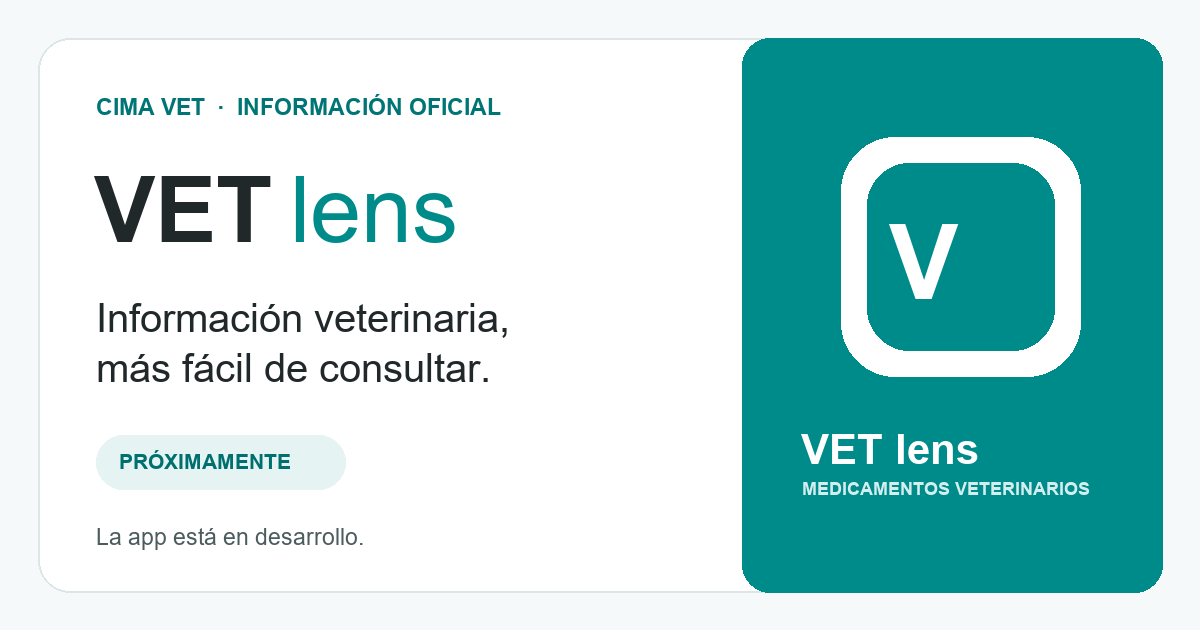 CIMA VET · INFORMACIÓN OFICIAL
VET lens
Información veterinaria,
más fácil de consultar.
PRÓXIMAMENTE
La app está en desarrollo.
V
VET lens
MEDICAMENTOS VETERINARIOS